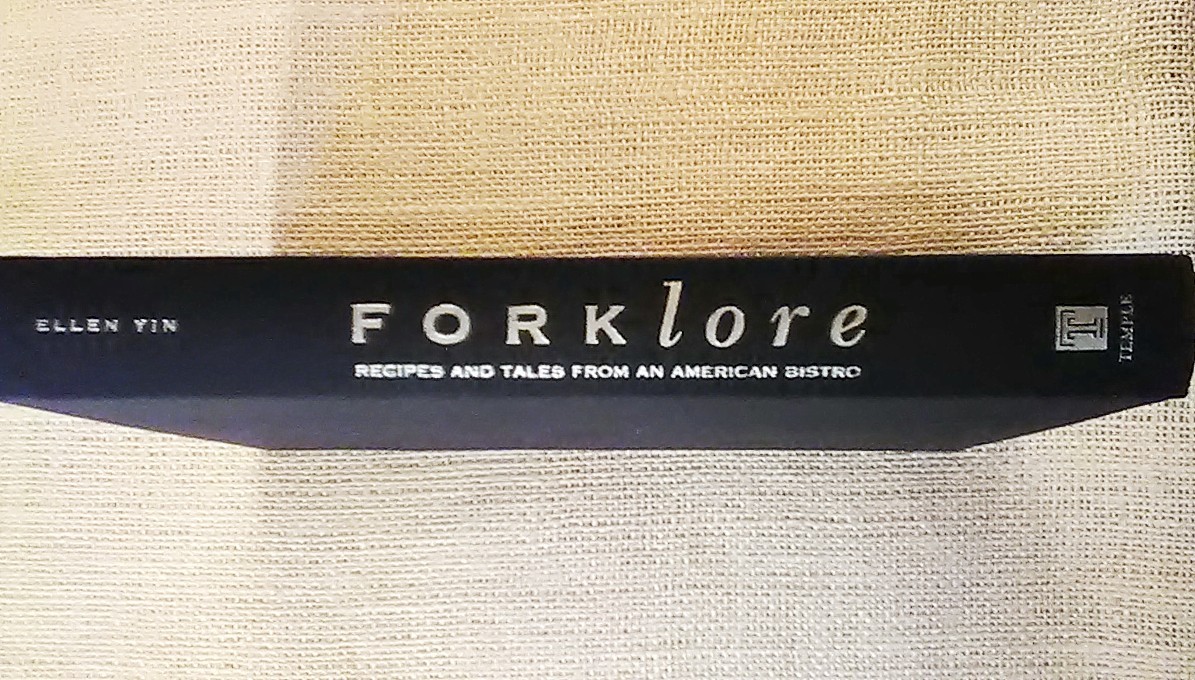 ELLEN YIN
FORKlore
RECIPES AND TALES FROM AN AMERICAN BISTRO
TEMPLE